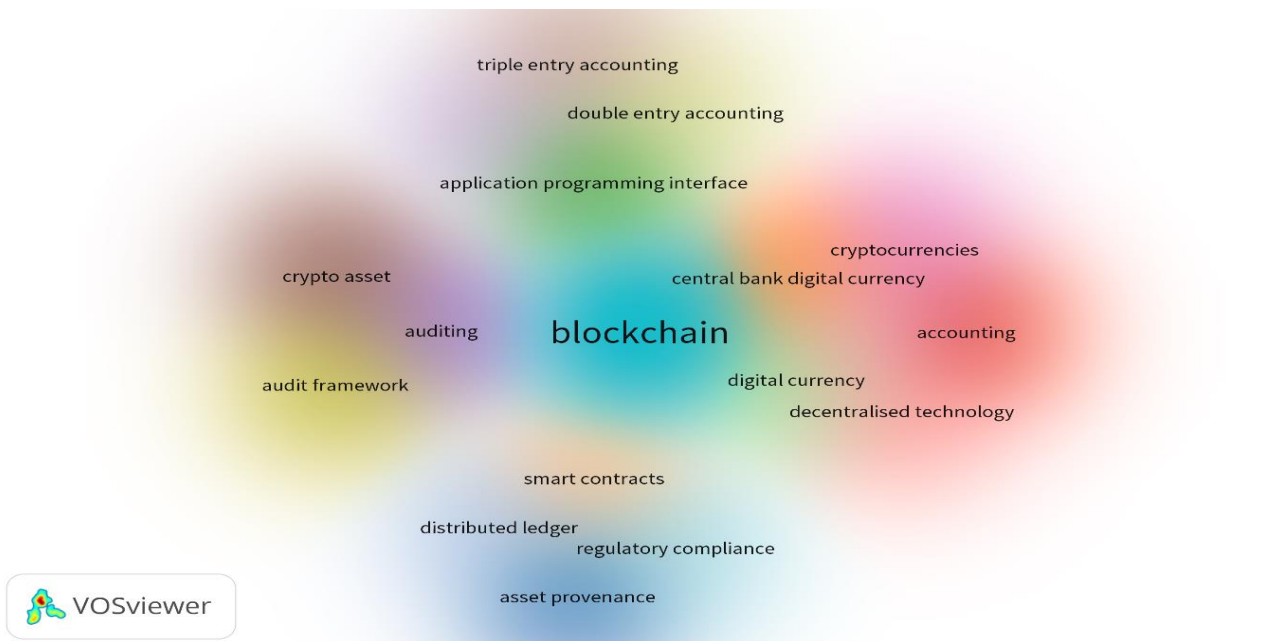 triple entry accounting
double entry accounting
application programming interface
cryptocurrencies
crypto asset
central bank digital currency
auditing
blockchain
accounting
digital currency
audit framework
decentralised technology
smart contracts
distributed ledger
regulatory compliance
asset provenance
VOSviewer